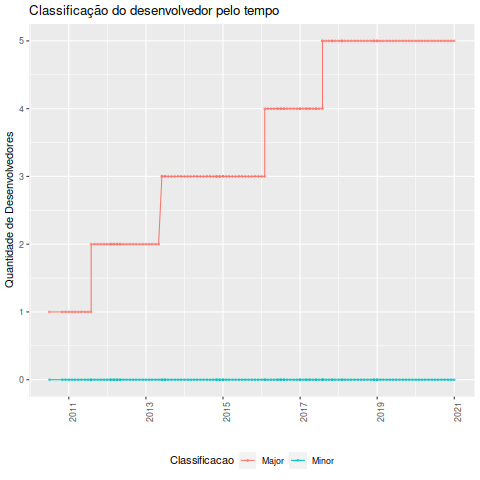 Classificação do desenvolvedor pelo tempo
Quantidade de Desenvolvedores
5
4
3
2
1
0
2011 2013 2015 2017 2019 2021
Classificacao Major Minor